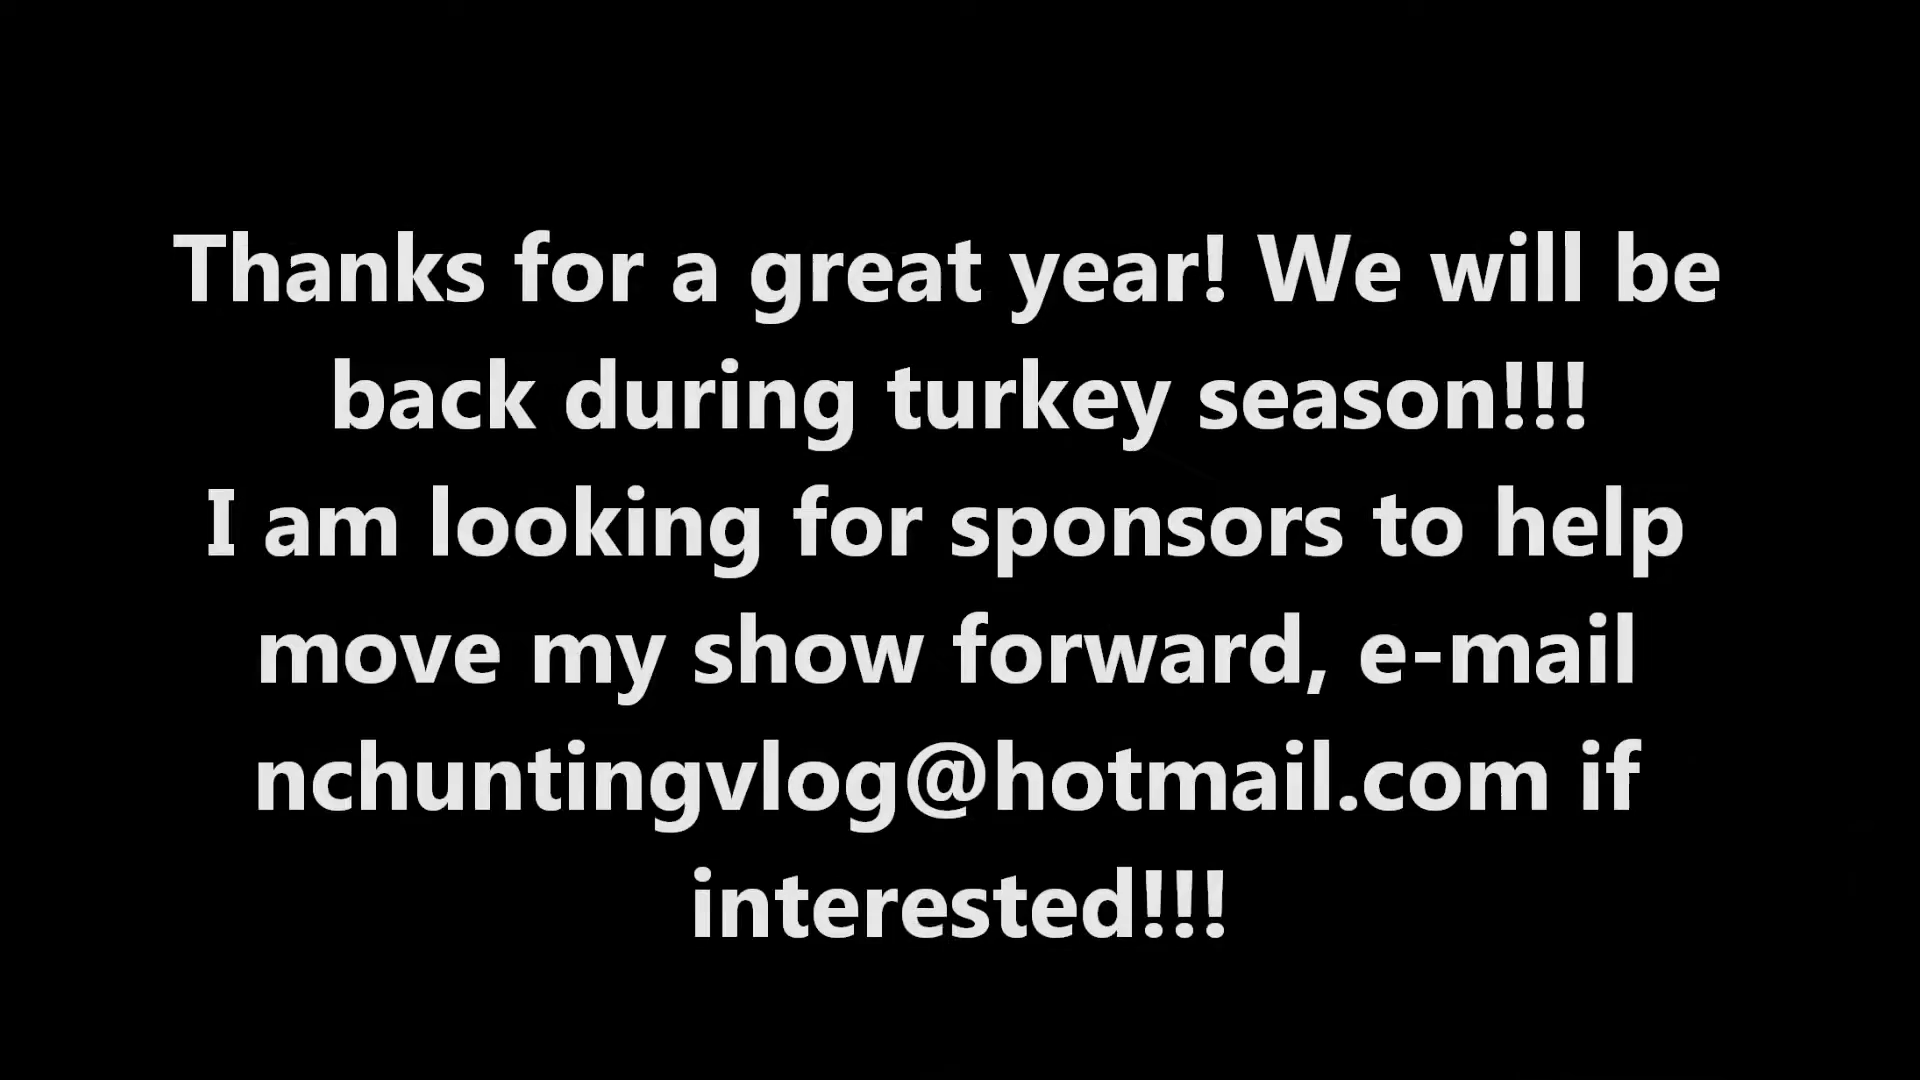 Thanks for a great year! We will be
back during turkey season!!!
I am looking for sponsors to help
move my show forward, e-mail
nchuntingvlog@hotmail.com if
interested!!!